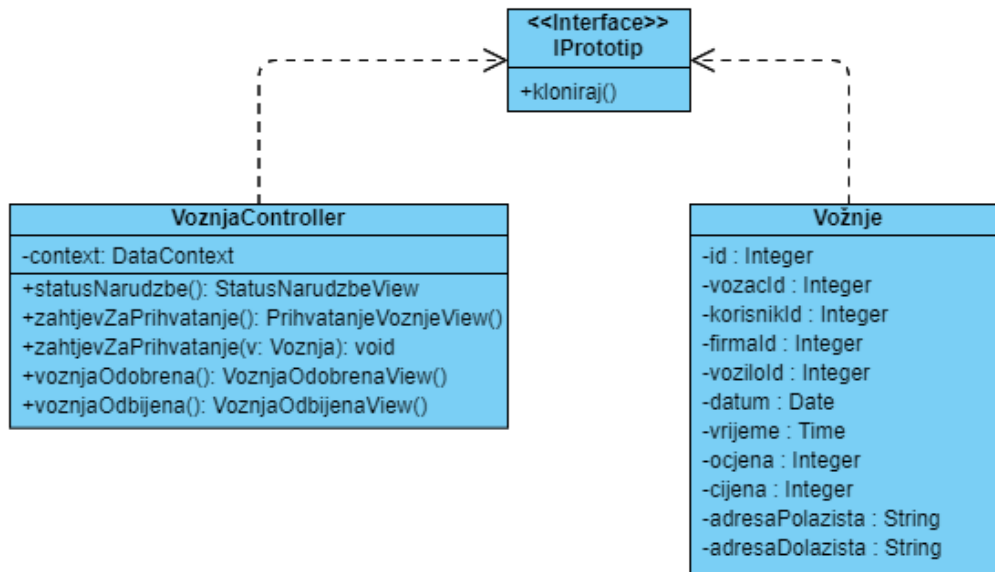 <<Interface>>
IPrototip
+kloniraj()
VoznjaController
-context: DataContext
+statusNarudzbe(): StatusNarudzbeView
+zahtjevZaPrihvatanje(): PrihvatanjeVoznjeView()
+zahtjevZaPrihvatanje(v: Voznja): void
+voznjaOdobrena(): VoznjaOdobrenaView()
+voznjaOdbijena(): VoznjaOdbijenaView()
Vožnje
-id : Integer
-vozacId : Integer
-korisnikId : Integer
-firmaId : Integer
-voziloId : Integer
-datum : Date
-vrijeme : Time
-ocjena : Integer
-cijena : Integer
-adresaPolazista : String
-adresaDolazista : String